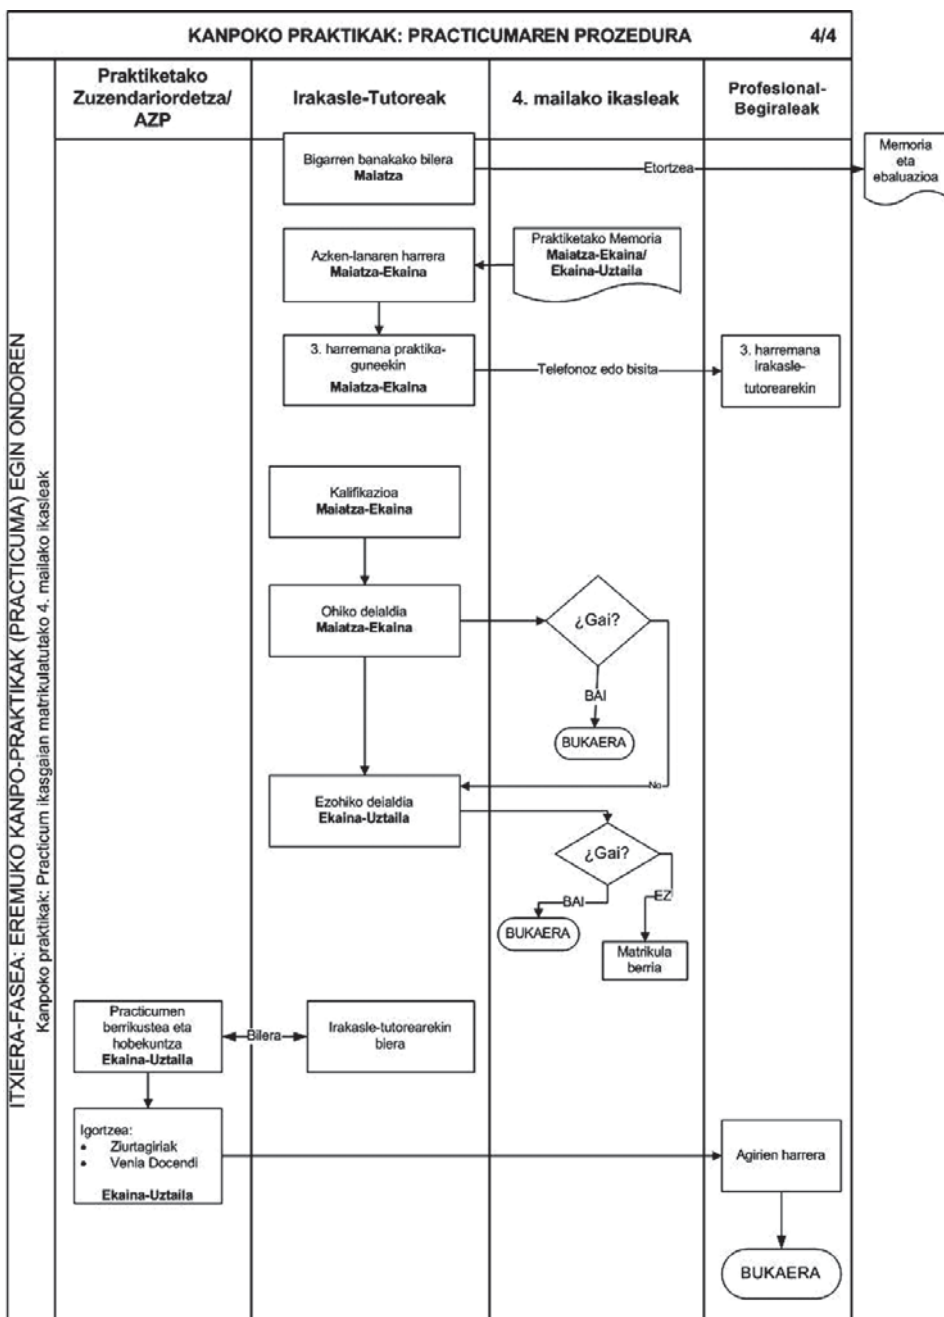 KANPOKO PRAKTIKAK: PRACTICUMAREN PROZEDURA
4/4
ITXIERA-FASEA: EREMUKO KANPO-PRAKTIKAK (PRACTICUMA) EGIN ONDOREN
Kanpoko praktikak: Practicum ikasgaian matrikulatutako 4. mailako ikasleak
Praktiketako
Zuzendariordetza/
AZP
Irakasle-Tutoreak
4. mailako ikasleak
Profesional-
Begiraleak
Bigarren banakako bilera
Maiatza
Etortzea
Memoria
eta
ebaluazioa
Azken-lanaren harrera
Maiatza-Ekaina
Praktiketako Memoria
Maiatza-Ekaina/
Ekaina-Uztaila
3. harremana praktika-
guneekin
Maiatza-Ekaina
Telefonoz edo bisita
3. harremana
Irakasle-
tutorearekin
Kalifikazioa
Maiatza-Ekaina
Ohiko deialdia
Maiatza-Ekaina
¿Gai?
BAI
BUKAERA
No
Ezohiko deialdia
Ekaina-Uztaila
¿Gai?
BAI
EZ
BUKAERA
Matrikula
berria
Practicumen
berrikustea eta
hobekuntza
Ekaina-Uztaila
Bilera
Irakasle-tutorearekin
biera
Igortzea:
• Ziurtagiriak
• Venia Docendi
Ekaina-Uztaila
Agirien harrera
BUKAERA